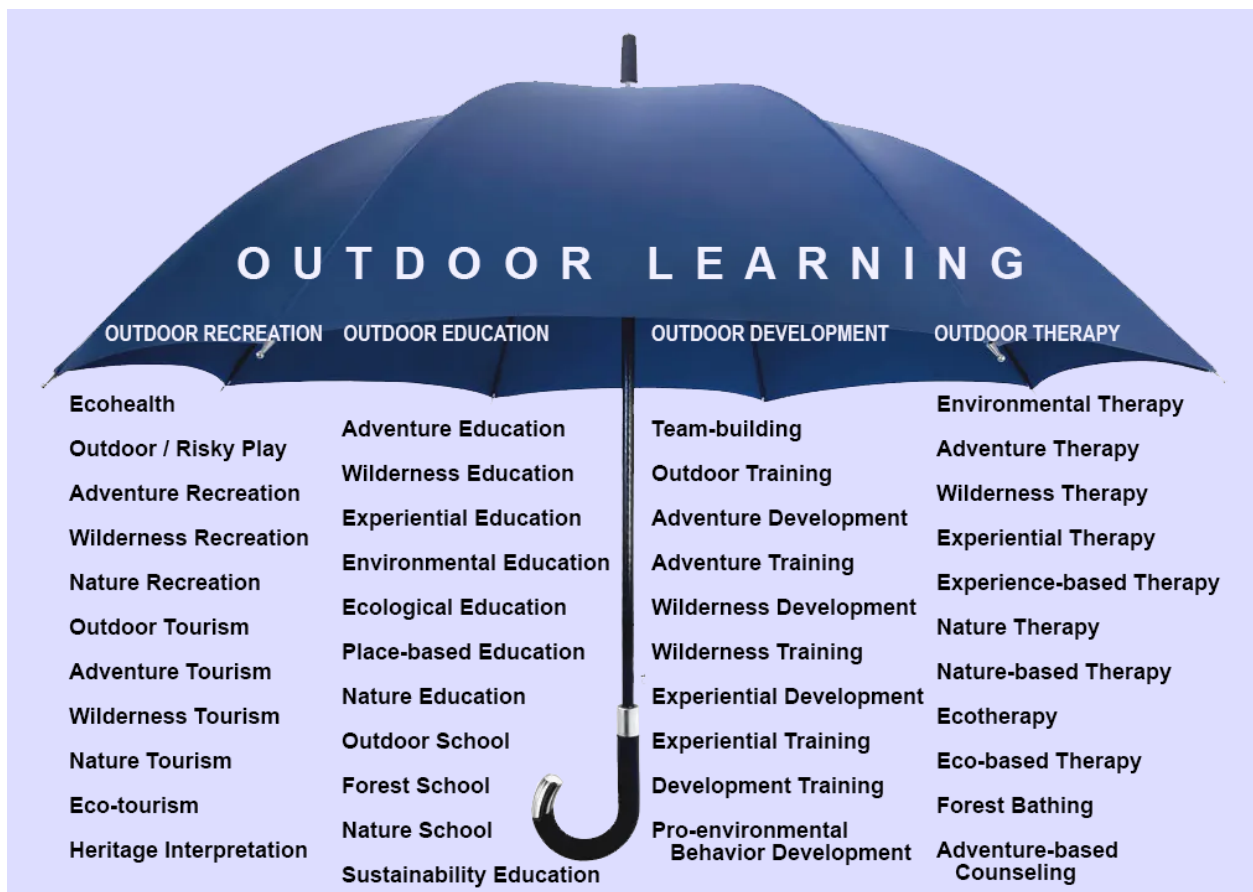 OUTDOOR LEARNING
OUTDOOR RECREATION
Ecohealth
Outdoor / Risky Play
Adventure Recreation
Wilderness Recreation
Nature Recreation
Outdoor Tourism
Adventure Tourism
Wilderness Tourism
Nature Tourism
Eco-tourism
Heritage Interpretation
OUTDOOR EDUCATION
Adventure Education
Wilderness Education
Experiential Education
Environmental Education
Ecological Education
Place-based Education
Nature Education
Outdoor School
Forest School
Nature School
Sustainability Education
OUTDOOR DEVELOPMENT
Team-building
Outdoor Training
Adventure Development
Adventure Training
Wilderness Development
Wilderness Training
Experiential Development
Experiential Training
Development Training
Pro-environmental
Behavior Development
OUTDOOR THERAPY
Environmental Therapy
Adventure Therapy
Wilderness Therapy
Experiential Therapy
Experience-based Therapy
Nature Therapy
Nature-based Therapy
Ecotherapy
Eco-based Therapy
Forest Bathing
Adventure-based
Counseling